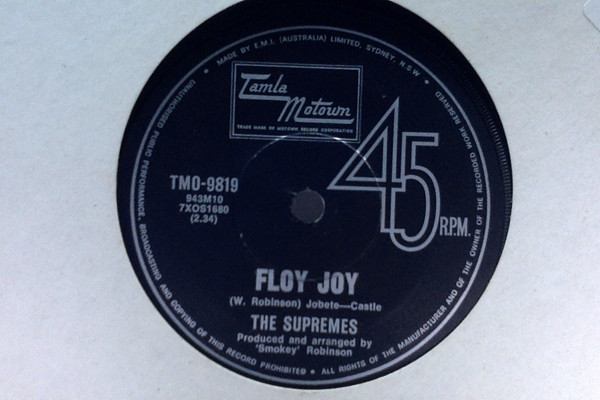 MADE BY E.M.I. (AUSTRALIA) LIMITED, SYDNEY, N.S.W.
Tamla
Motown
TRADE MARK OF MOTOWN RECORD CORPORATION
45
R.P.M.
TMO-9819
943M10
7XOS1680
(2.34)
FLOY JOY
(W. Robinson) Jobete—Castle
THE SUPREMES
Produced and arranged by
'Smokey' Robinson
UNAUTHORISED PUBLIC PERFORMANCE, BROADCASTING AND COPYING OF THIS RECORD PROHIBITED • ALL RIGHTS OF THE MANUFACTURER AND OF THE OWNER OF THE RECORDED WORK RESERVED